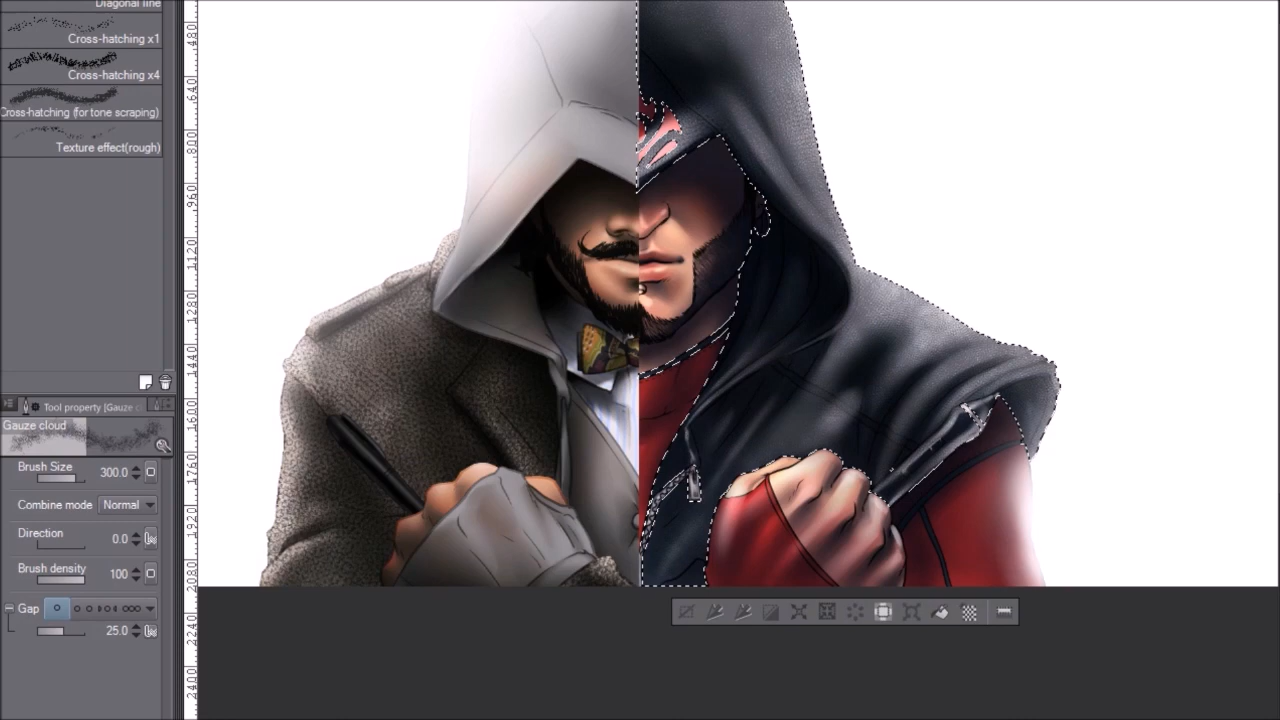 Diagonal line
Cross-hatching x1
Cross-hatching x4
Cross-hatching (for tone scraping)
Texture effect(rough)
Tool property [Gauze c
Gauze cloud
Brush Size 300.0
Combine mode Normal
Direction 0.0
Brush density 100
Gap
25.0
480
640
800
960
1120
1280
1440
1600
1760
1920
2080
2240
2400